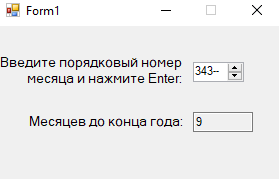 Form1
Введите порядковый номер
месяца и нажмите Enter:
343--
Месяцев до конца года:
9